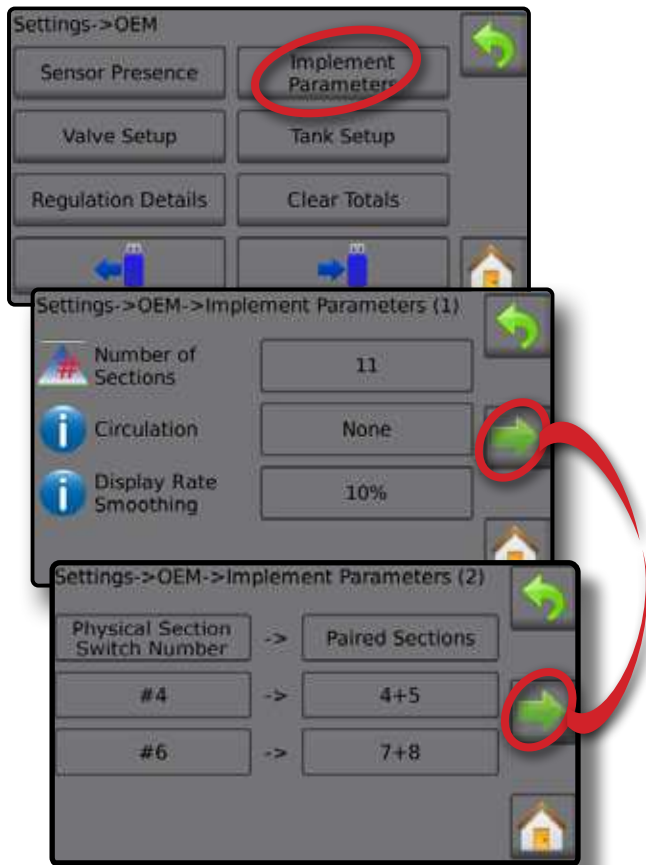 Settings->OEM
Sensor Presence
Implement
Parameters
Valve Setup
Tank Setup
Regulation Details
Clear Totals
Settings->OEM->Implement Parameters (1)
#
Number of
Sections
11
i
Circulation
None
i
Display Rate
Smoothing
10%
Settings->OEM->Implement Parameters (2)
Physical Section
Switch Number
->
Paired Sections
#4
->
4+5
#6
->
7+8